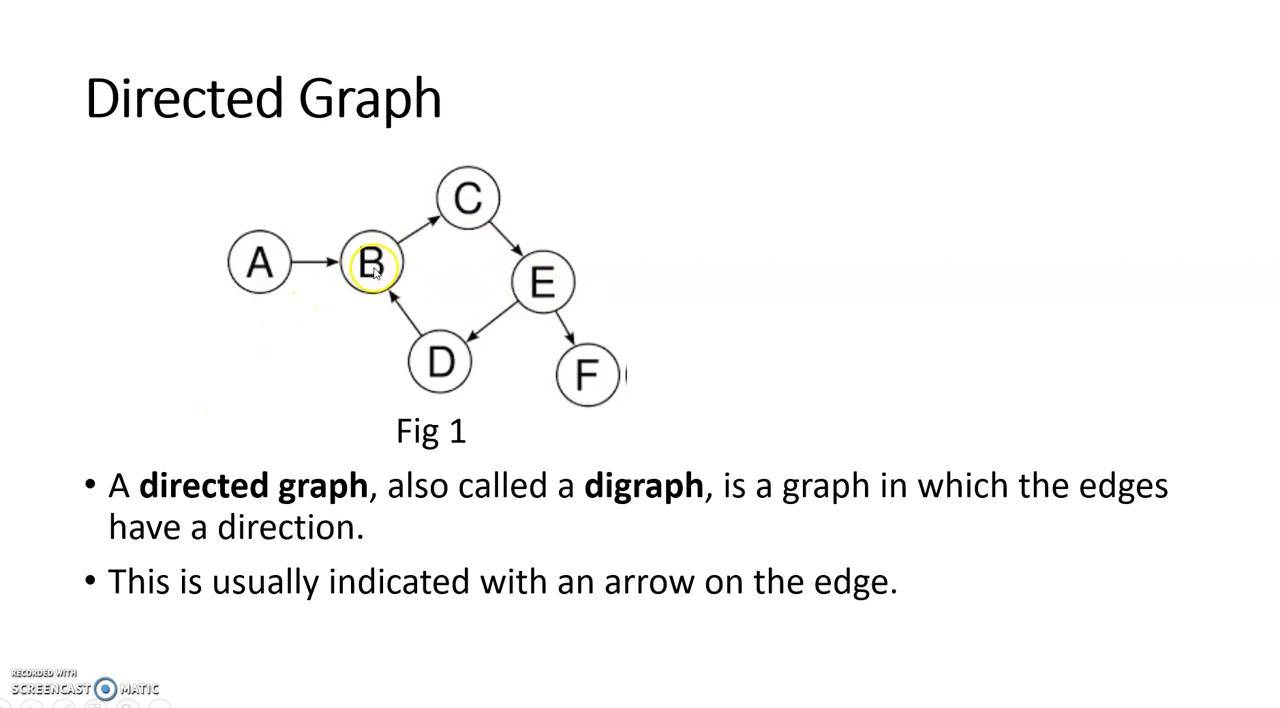 Directed Graph
C
A
B
E
D
F
Fig 1
• A directed graph, also called a digraph, is a graph in which the edges
have a direction.
• This is usually indicated with an arrow on the edge.
RECORDED WITH
SCREENCAST MATIC